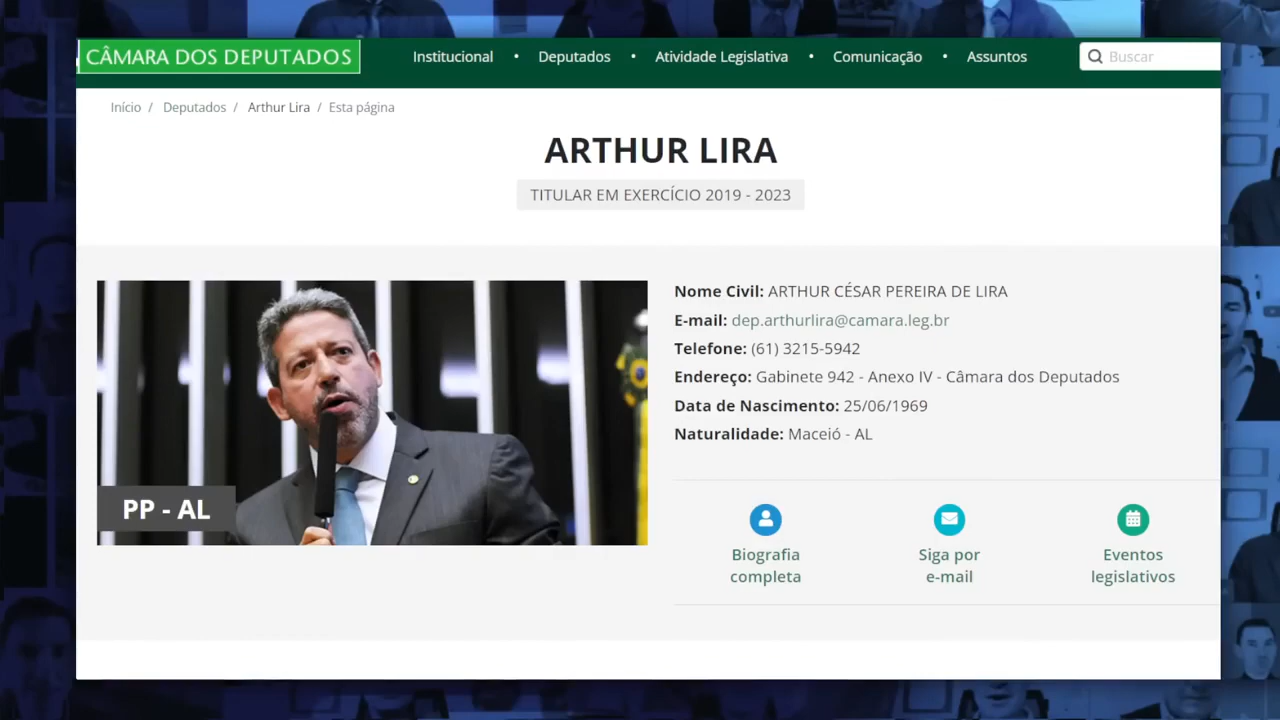 CÂMARA DOS DEPUTADOS
Institucional • Deputados • Atividade Legislativa • Comunicação • Assuntos
Buscar
Início / Deputados / Arthur Lira / Esta página
ARTHUR LIRA
TITULAR EM EXERCÍCIO 2019 - 2023
PP - AL
Nome Civil: ARTHUR CÉSAR PEREIRA DE LIRA
E-mail: dep.arthurlira@camara.leg.br
Telefone: (61) 3215-5942
Endereço: Gabinete 942 - Anexo IV - Câmara dos Deputados
Data de Nascimento: 25/06/1969
Naturalidade: Maceió - AL
Biografia
completa
Siga por
e-mail
Eventos
legislativos